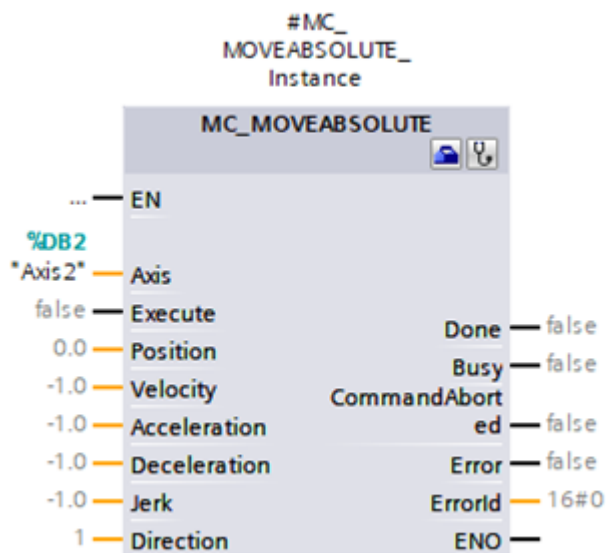 #MC_
MOVEABSOLUTE_
Instance
MC_MOVEABSOLUTE
... EN
%DB2
"Axis2" Axis
false Execute
Done false
0.0 Position
Busy false
-1.0 Velocity
CommandAbort
ed false
-1.0 Acceleration
-1.0 Deceleration
Error false
-1.0 Jerk
ErrorId 16#0
1 Direction
ENO